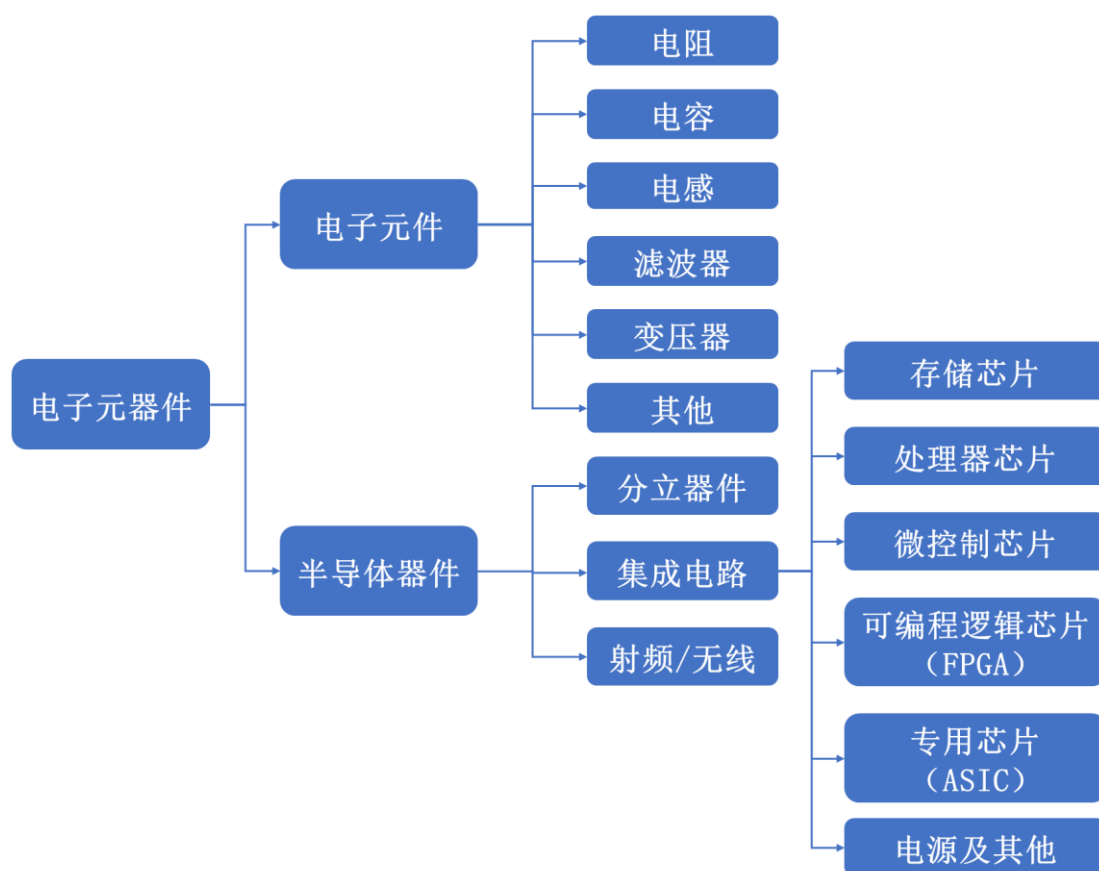 电子元器件
电子元件
电阻
电容
电感
滤波器
变压器
其他
半导体器件
分立器件
集成电路
射频/无线
存储芯片
处理器芯片
微控制芯片
可编程逻辑芯片
（FPGA）
专用芯片
（ASIC）
电源及其他